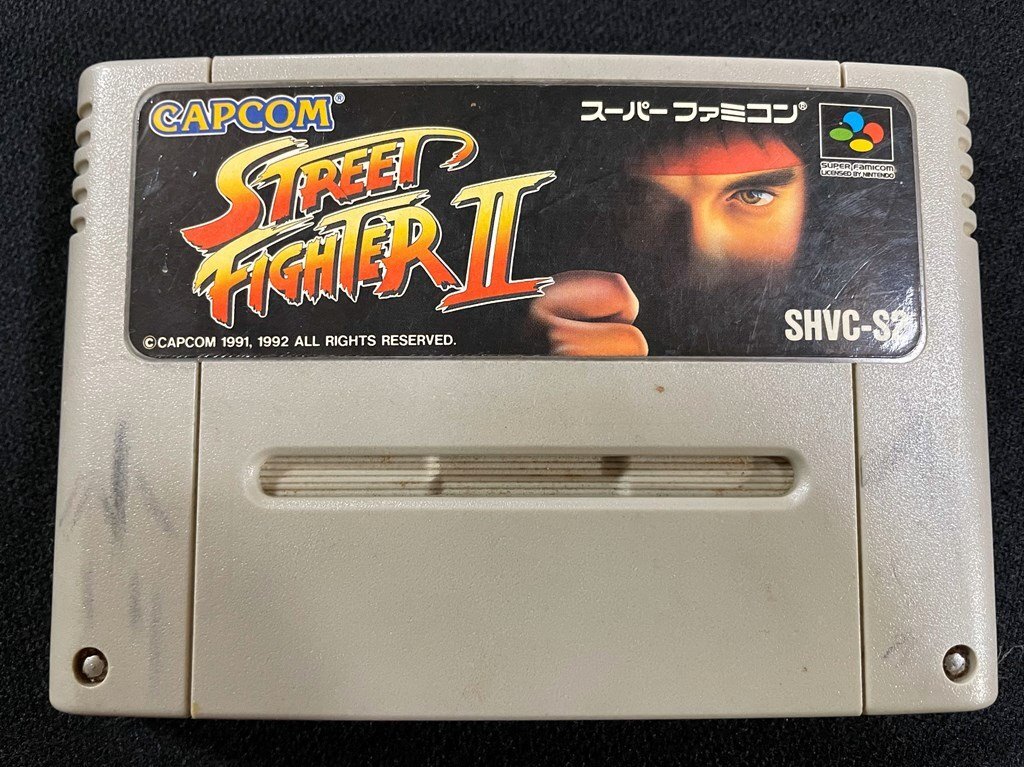 CAPCOM®
スーパーファミコン®
STREET
FIGHTER II
SUPER FAMICOM
LICENSED BY NINTENDO
SHVC-S2
©CAPCOM 1991, 1992 ALL RIGHTS RESERVED.